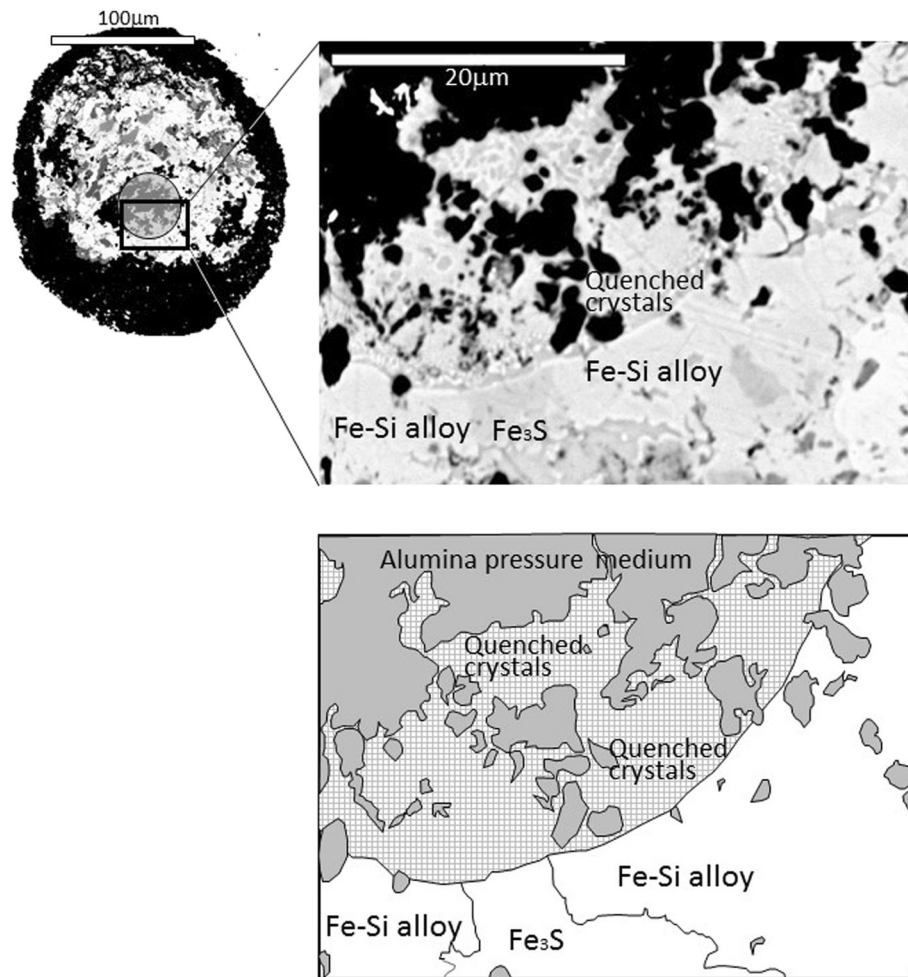 100μm
20μm
Quenched
crystals
Fe-Si alloy
Fe-Si alloy
Fe₃S
Alumina pressure medium
Quenched
crystals
Quenched
crystals
Fe-Si alloy
Fe-Si alloy
Fe₃S